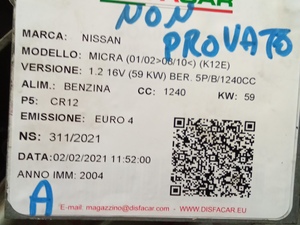 NON
PROVATO
MARCA: NISSAN
MODELLO: MICRA (01/02>08/10<) (K12E)
VERSIONE: 1.2 16V (59 KW) BER. 5P/B/1240CC
ALIM.: BENZINA CC: 1240 KW: 59
P5: CR12
EMISSIONE: EURO 4
NS: 311/2021
DATA:02/02/2021 11:52:00
ANNO IMM: 2004
A
E-mail: magazzino@disfacar.com WWW.DISFACAR.EU